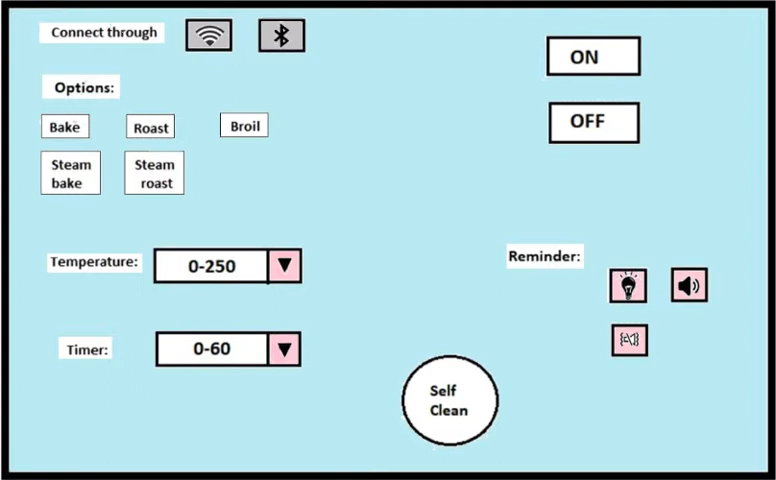 Connect through
ON
Options:
OFF
Bake
Roast
Broil
Steam
bake
Steam
roast
Temperature:
0-250
Reminder:
Timer:
0-60
Self
Clean